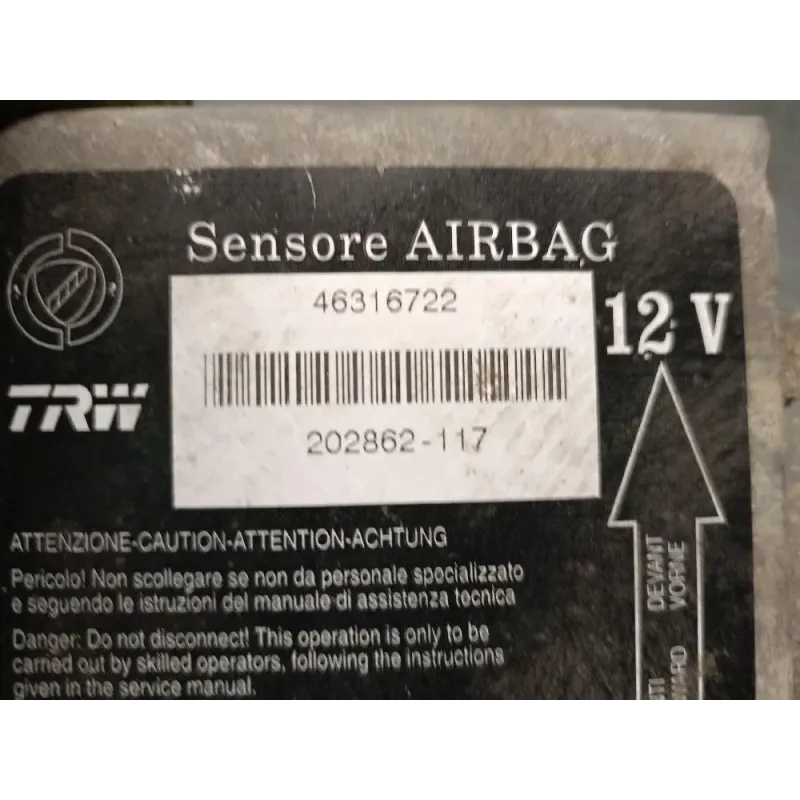 Sensore AIRBAG
46316722
12 V
TRW
202862-117
ATTENZIONE-CAUTION-ATTENTION-ACHTUNG
Pericolo! Non scollegare se non da personale specializzato
e seguendo le istruzioni del manuale di assistenza tecnica
Danger: Do not disconnect! This operation is only to be
carried out by skilled operators, following the instructions
given in the service manual.
DEVANT
VORNE